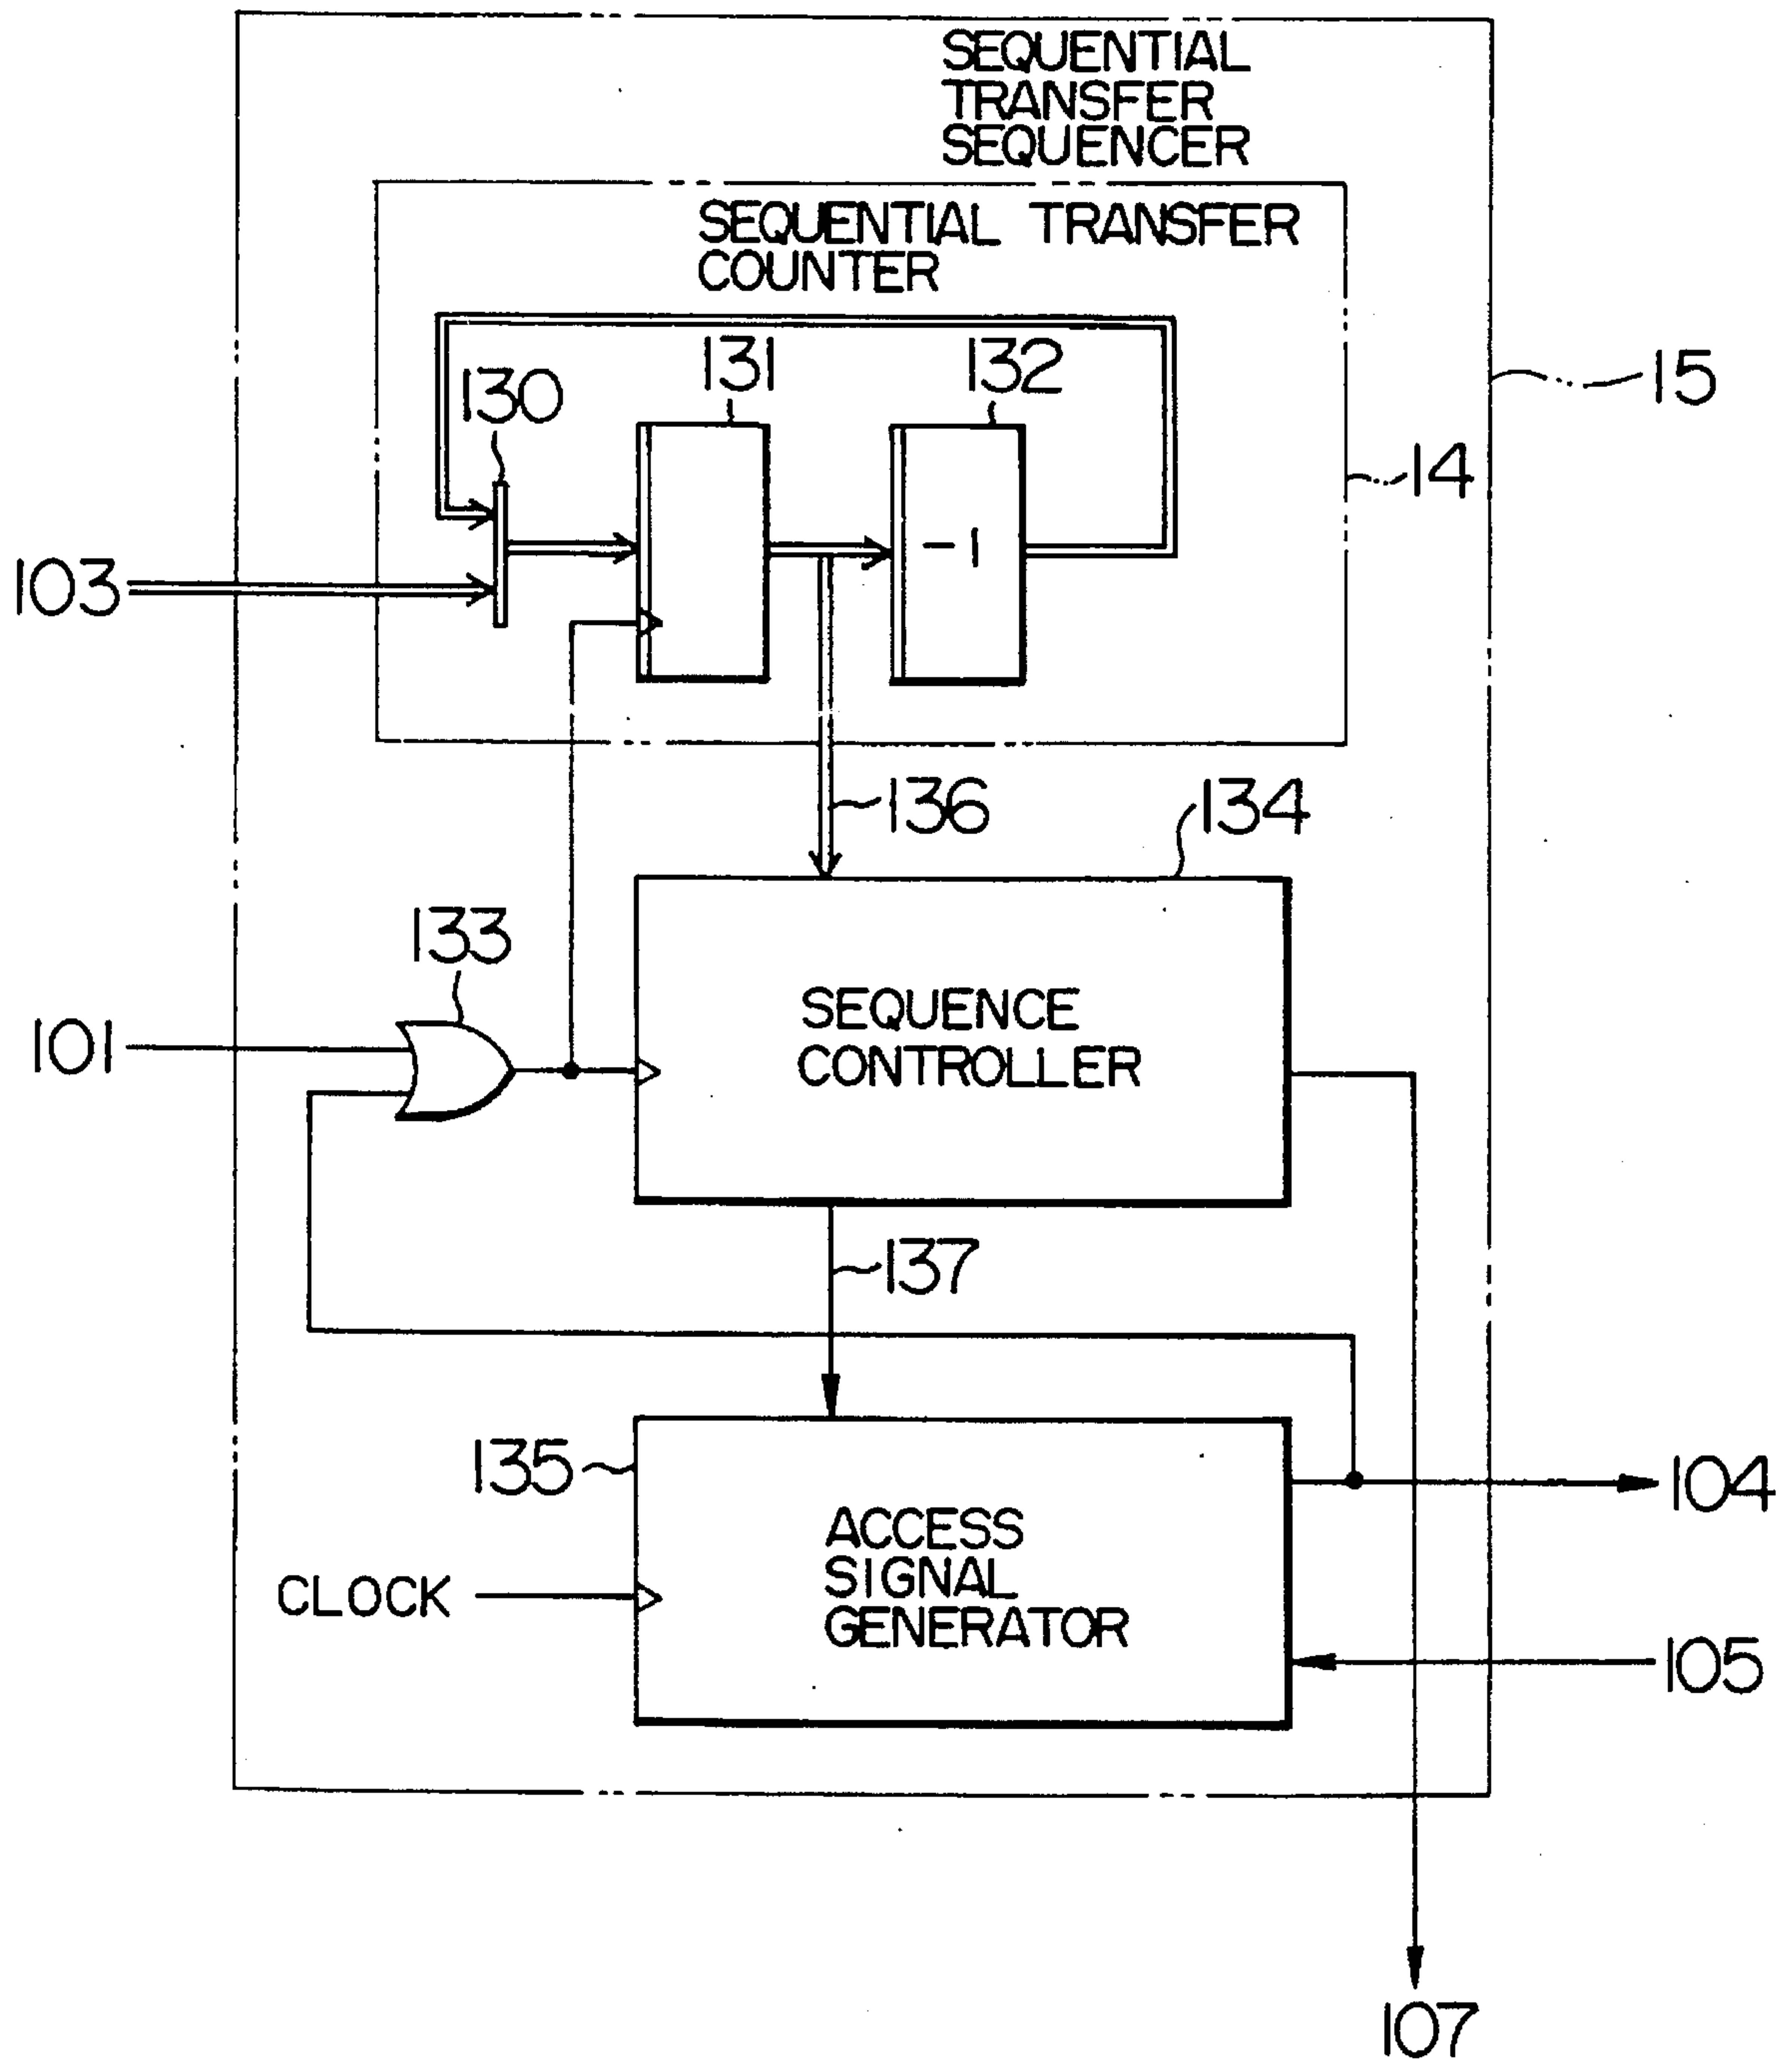 SEQUENTIAL
TRANSFER
SEQUENCER
SEQUENTIAL TRANSFER
COUNTER
131
132
130
15
14
-1
103
136
134
133
101
SEQUENCE
CONTROLLER
137
135
104
ACCESS
SIGNAL
GENERATOR
CLOCK
105
107